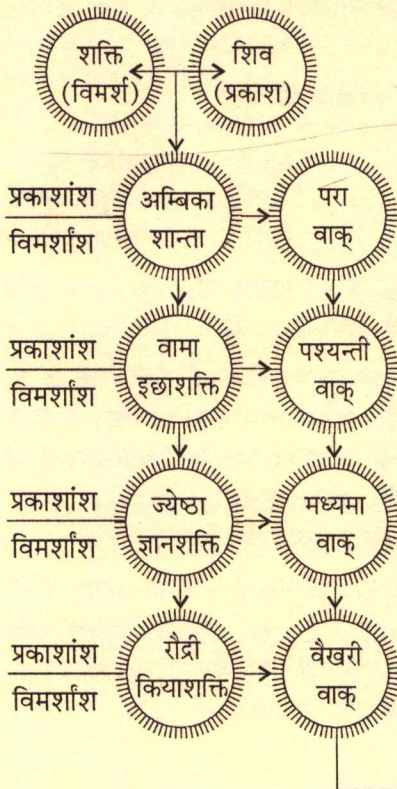 शक्ति
(विमर्श)
शिव
(प्रकाश)
प्रकाशांश
विमर्शांश
अम्बिका
शान्ता
परा
वाक्
प्रकाशांश
विमर्शांश
वामा
इछाशक्ति
पश्यन्ती
वाक्
प्रकाशांश
विमर्शांश
ज्येष्ठा
ज्ञानशक्ति
मध्यमा
वाक्
प्रकाशांश
विमर्शांश
रौद्री
कियाशक्ति
वैखरी
वाक्